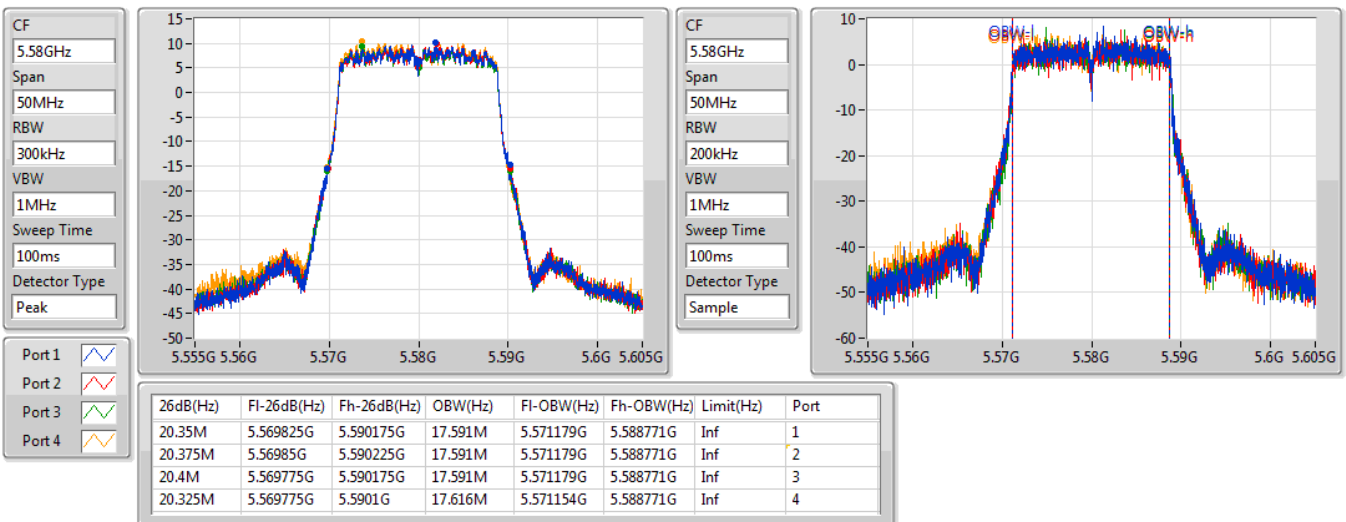 CF
5.58GHz
Span
50MHz
RBW
300kHz
VBW
1MHz
Sweep Time
100ms
Detector Type
Peak
15
10
5
0
-5
-10
-15
-20
-25
-30
-35
-40
-45
-50
5.555G 5.56G 5.57G 5.58G 5.59G 5.6G 5.605G
CF
5.58GHz
Span
50MHz
RBW
200kHz
VBW
1MHz
Sweep Time
100ms
Detector Type
Sample
OBW-l OBW-h
10
0
-10
-20
-30
-40
-50
-60
5.555G 5.56G 5.57G 5.58G 5.59G 5.6G 5.605G
Port 1
Port 2
Port 3
Port 4
26dB(Hz) Fl-26dB(Hz) Fh-26dB(Hz) OBW(Hz) Fl-OBW(Hz) Fh-OBW(Hz) Limit(Hz) Port
20.35M 5.569825G 5.590175G 17.591M 5.571179G 5.588771G Inf 1
20.375M 5.56985G 5.590225G 17.591M 5.571179G 5.588771G Inf 2
20.4M 5.569775G 5.590175G 17.591M 5.571179G 5.588771G Inf 3
20.325M 5.569775G 5.5901G 17.616M 5.571154G 5.588771G Inf 4